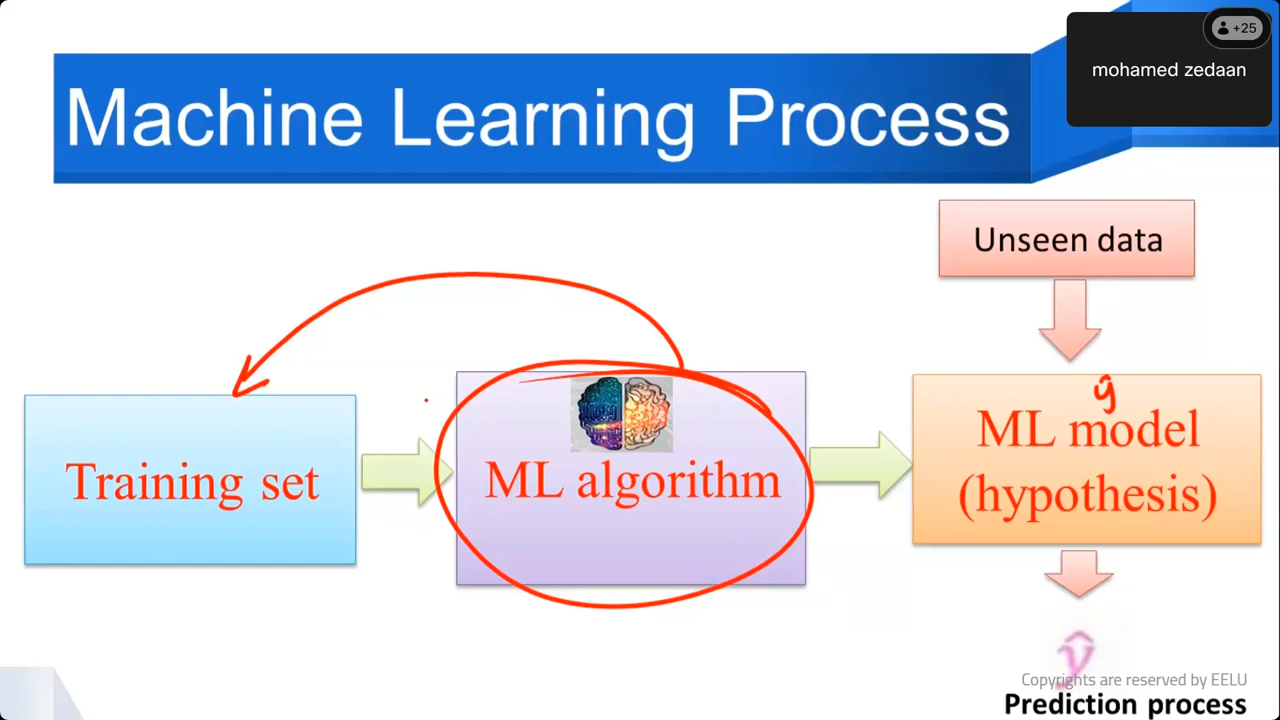 +25
mohamed zedaan
Machine Learning Process
Unseen data
Training set
ML algorithm
ŷ
ML model
(hypothesis)
ŷ
Copyrights are reserved by EELU
Prediction process